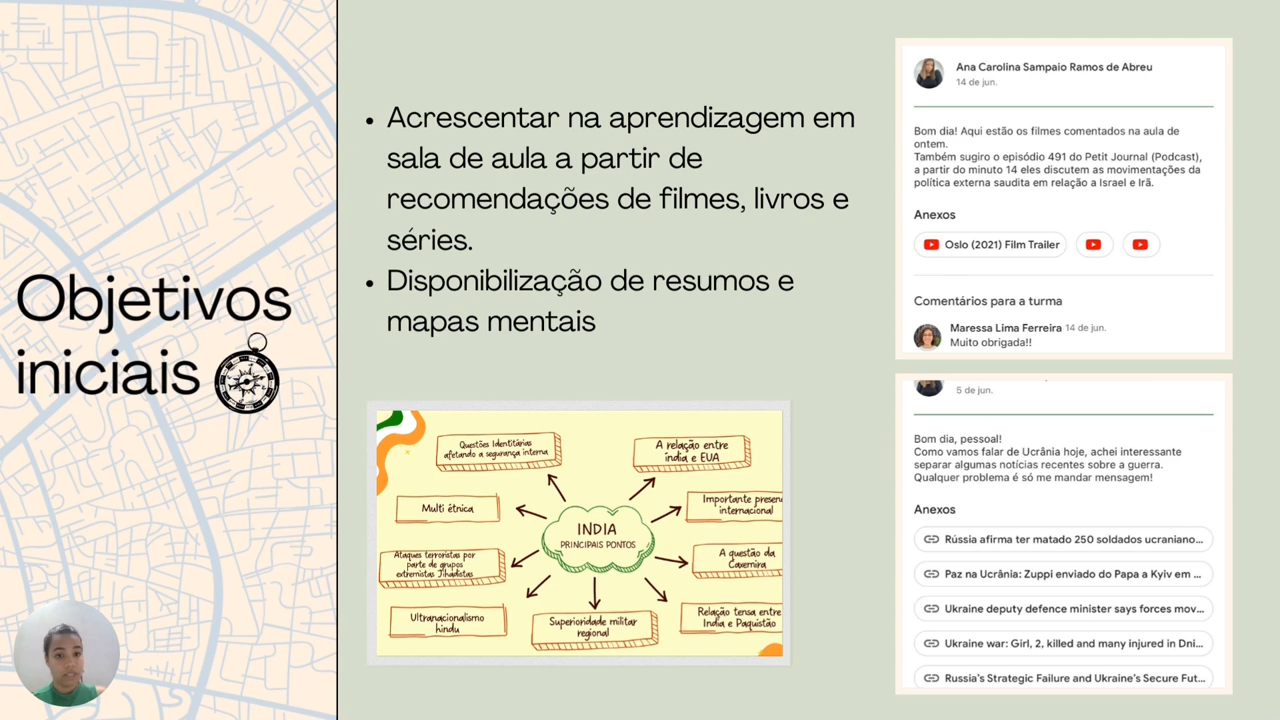 Objetivos
iniciais
Acrescentar na aprendizagem em
sala de aula a partir de
recomendações de filmes, livros e
séries.
Disponibilização de resumos e
mapas mentais
Questões Identitárias
afetando a segurança interna
A relação entre
índia e EUA
Multi étnica
INDIA
PRINCIPAIS PONTOS
Importante presen
internacional
Ataques terroristas por
parte de grupos
extremistas Jihadistas
A questão da
Caxemira
Ultranacionalismo
hindu
Superioridade militar
regional
Relação tensa entre
India e Paquistão
Ana Carolina Sampaio Ramos de Abreu
14 de jun.
Bom dia! Aqui estão os filmes comentados na aula de
ontem.
Também sugiro o episódio 491 do Petit Journal (Podcast),
a partir do minuto 14 eles discutem as movimentações da
política externa saudita em relação a Israel e Irã.
Anexos
Oslo (2021) Film Trailer
Comentários para a turma
Maressa Lima Ferreira 14 de jun.
Muito obrigada!!
5 de jun.
Bom dia, pessoal!
Como vamos falar de Ucrânia hoje, achei interessante
separar algumas notícias recentes sobre a guerra.
Qualquer problema é só me mandar mensagem!
Anexos
Rússia afirma ter matado 250 soldados ucraniano...
Paz na Ucrânia: Zuppi enviado do Papa a Kyiv em ...
Ukraine deputy defence minister says forces mov...
Ukraine war: Girl, 2, killed and many injured in Dni...
Russia's Strategic Failure and Ukraine's Secure Fut...